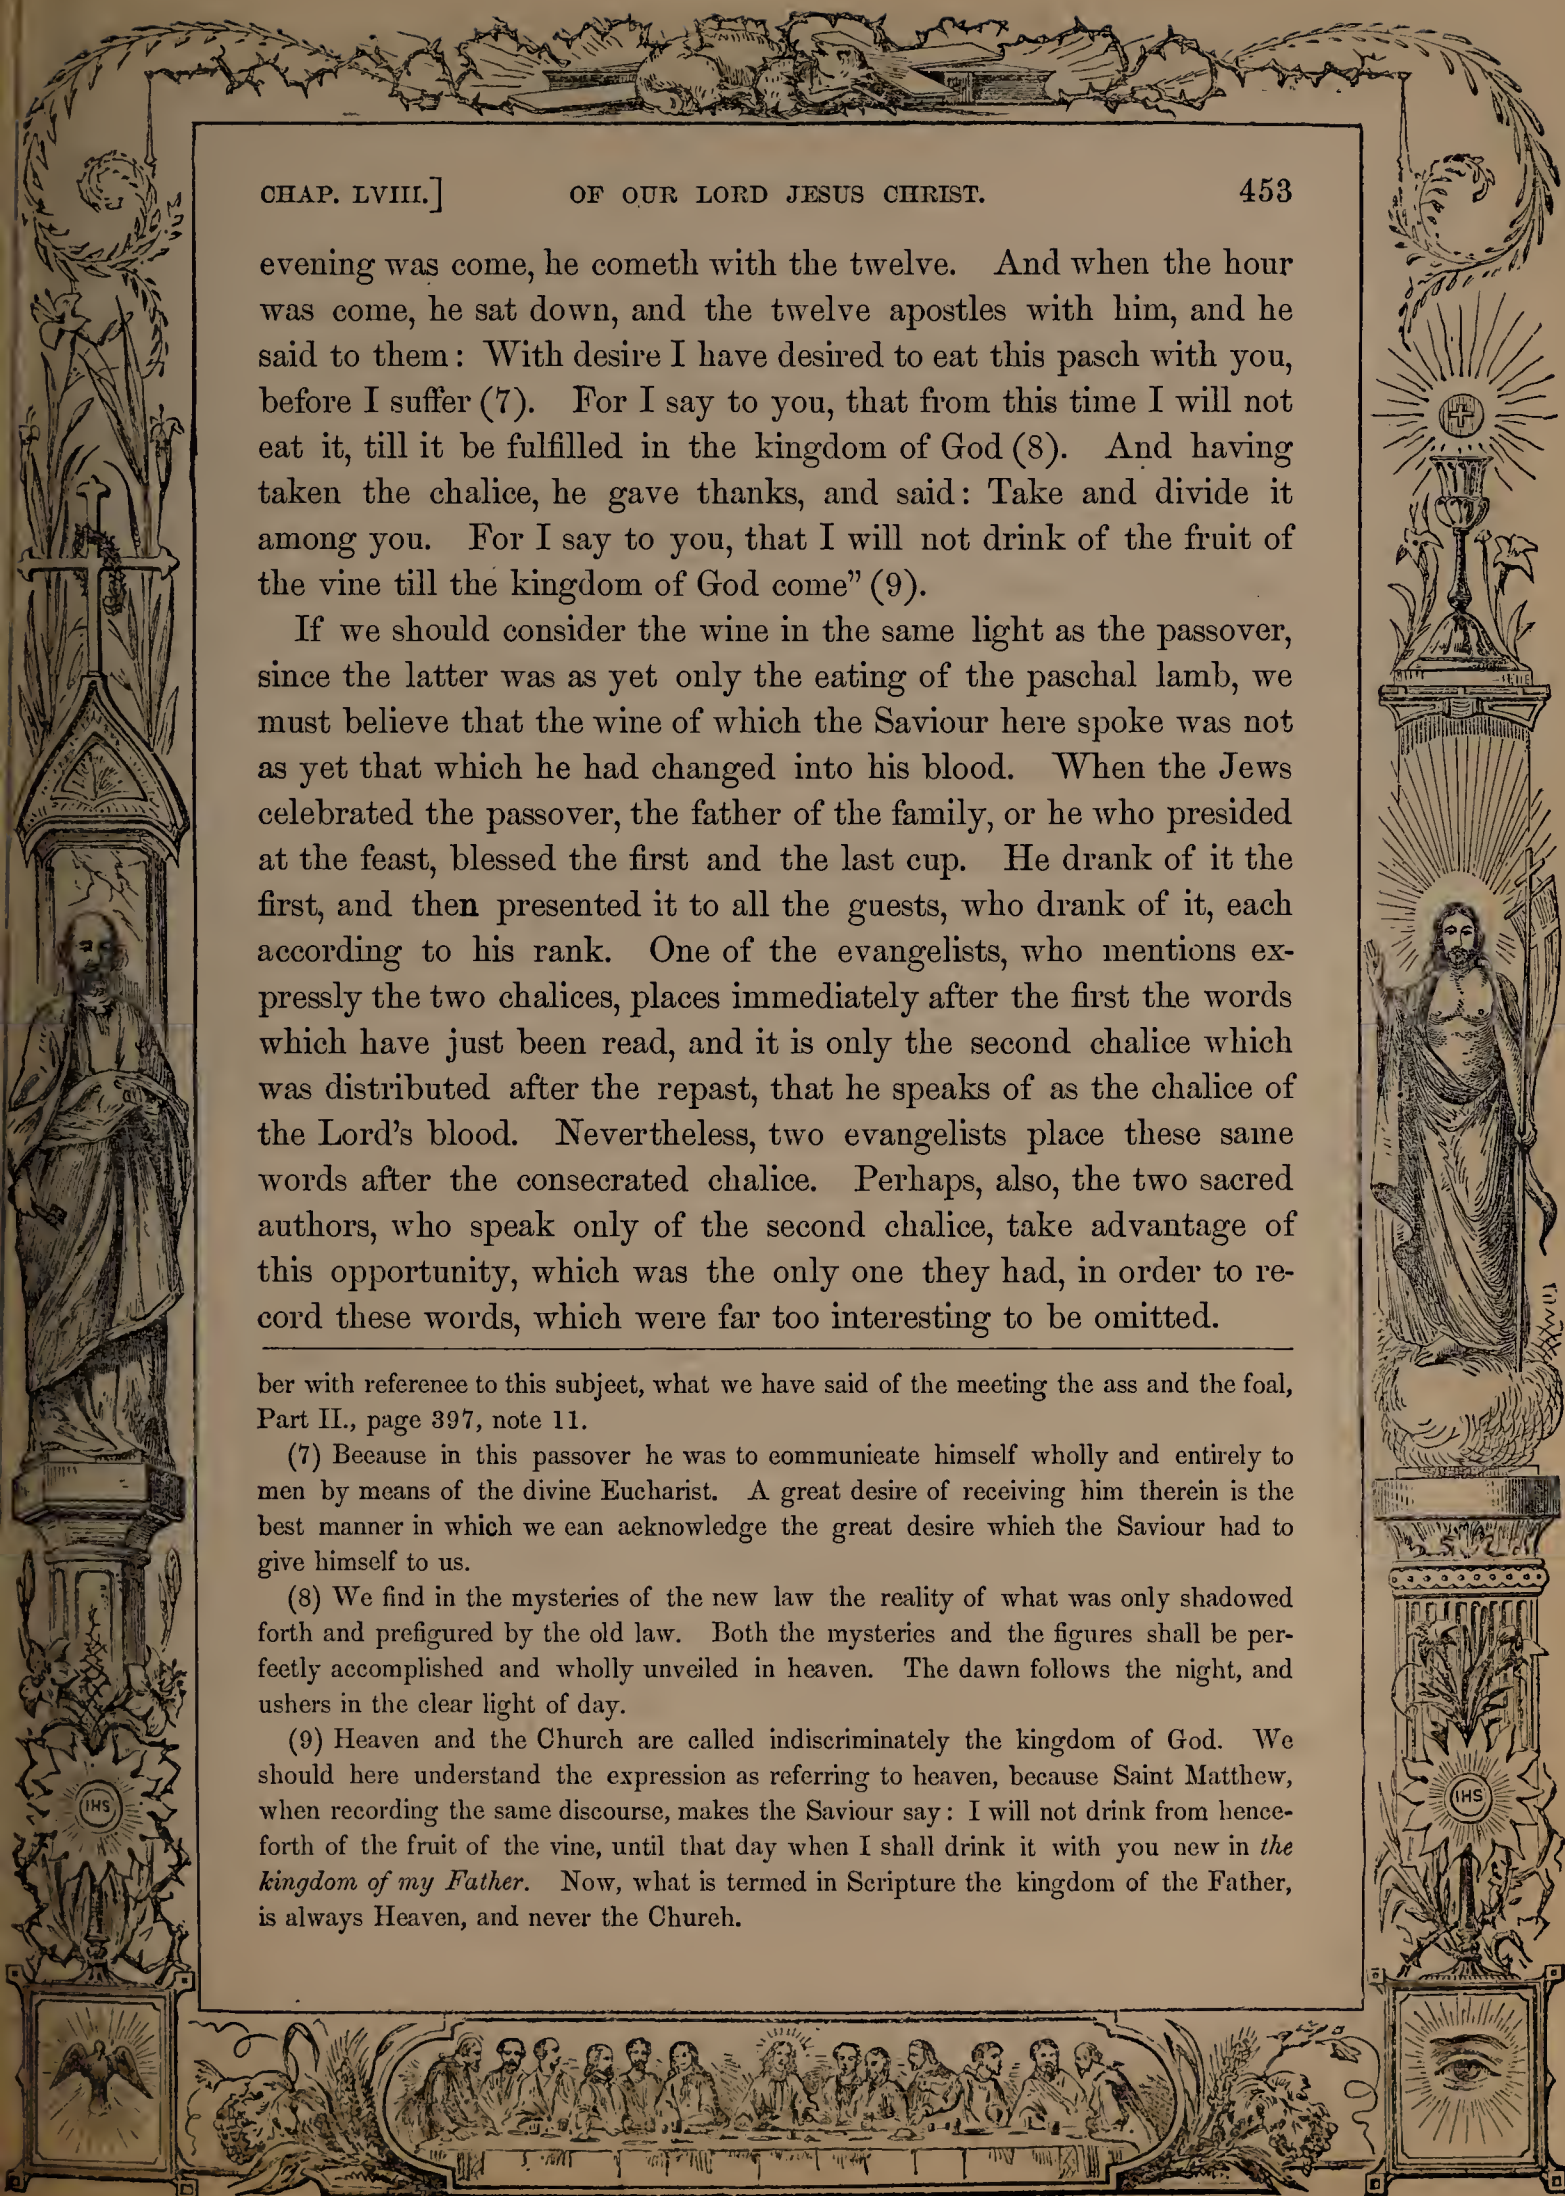 CHAP. LVIII.] OF OUR LORD JESUS CHRIST. 453
evening was come, he cometh with the twelve. And when the hour
was come, he sat down, and the twelve apostles with him, and he
said to them: With desire I have desired to eat this pasch with you,
before I suffer (7). For I say to you, that from this time I will not
eat it, till it be fulfilled in the kingdom of God (8). And having
taken the chalice, he gave thanks, and said: Take and divide it
among you. For I say to you, that I will not drink of the fruit of
the vine till the kingdom of God come” (9).
If we should consider the wine in the same light as the passover,
since the latter was as yet only the eating of the paschal lamb, we
must believe that the wine of which the Saviour here spoke was not
as yet that which he had changed into his blood. When the Jews
celebrated the passover, the father of the family, or he who presided
at the feast, blessed the first and the last cup. He drank of it the
first, and then presented it to all the guests, who drank of it, each
according to his rank. One of the evangelists, who mentions ex-
pressly the two chalices, places immediately after the first the words
which have just been read, and it is only the second chalice which
was distributed after the repast, that he speaks of as the chalice of
the Lord’s blood. Nevertheless, two evangelists place these same
words after the consecrated chalice. Perhaps, also, the two sacred
authors, who speak only of the second chalice, take advantage of
this opportunity, which was the only one they had, in order to re-
cord these words, which were far too interesting to be omitted.
ber with reference to this subject, what we have said of the meeting the ass and the foal,
Part II., page 397, note 11.
(7) Because in this passover he was to communicate himself wholly and entirely to
men by means of the divine Eucharist. A great desire of receiving him therein is the
best manner in which we can acknowledge the great desire which the Saviour had to
give himself to us.
(8) We find in the mysteries of the new law the reality of what was only shadowed
forth and prefigured by the old law. Both the mysteries and the figures shall be per-
fectly accomplished and wholly unveiled in heaven. The dawn follows the night, and
ushers in the clear light of day.
(9) Heaven and the Church are called indiscriminately the kingdom of God. We
should here understand the expression as referring to heaven, because Saint Matthew,
when recording the same discourse, makes the Saviour say: I will not drink from hence-
forth of the fruit of the vine, until that day when I shall drink it with you new in the
kingdom of my Father. Now, what is termed in Scripture the kingdom of the Father,
is always Heaven, and never the Church.
IHS
IHS